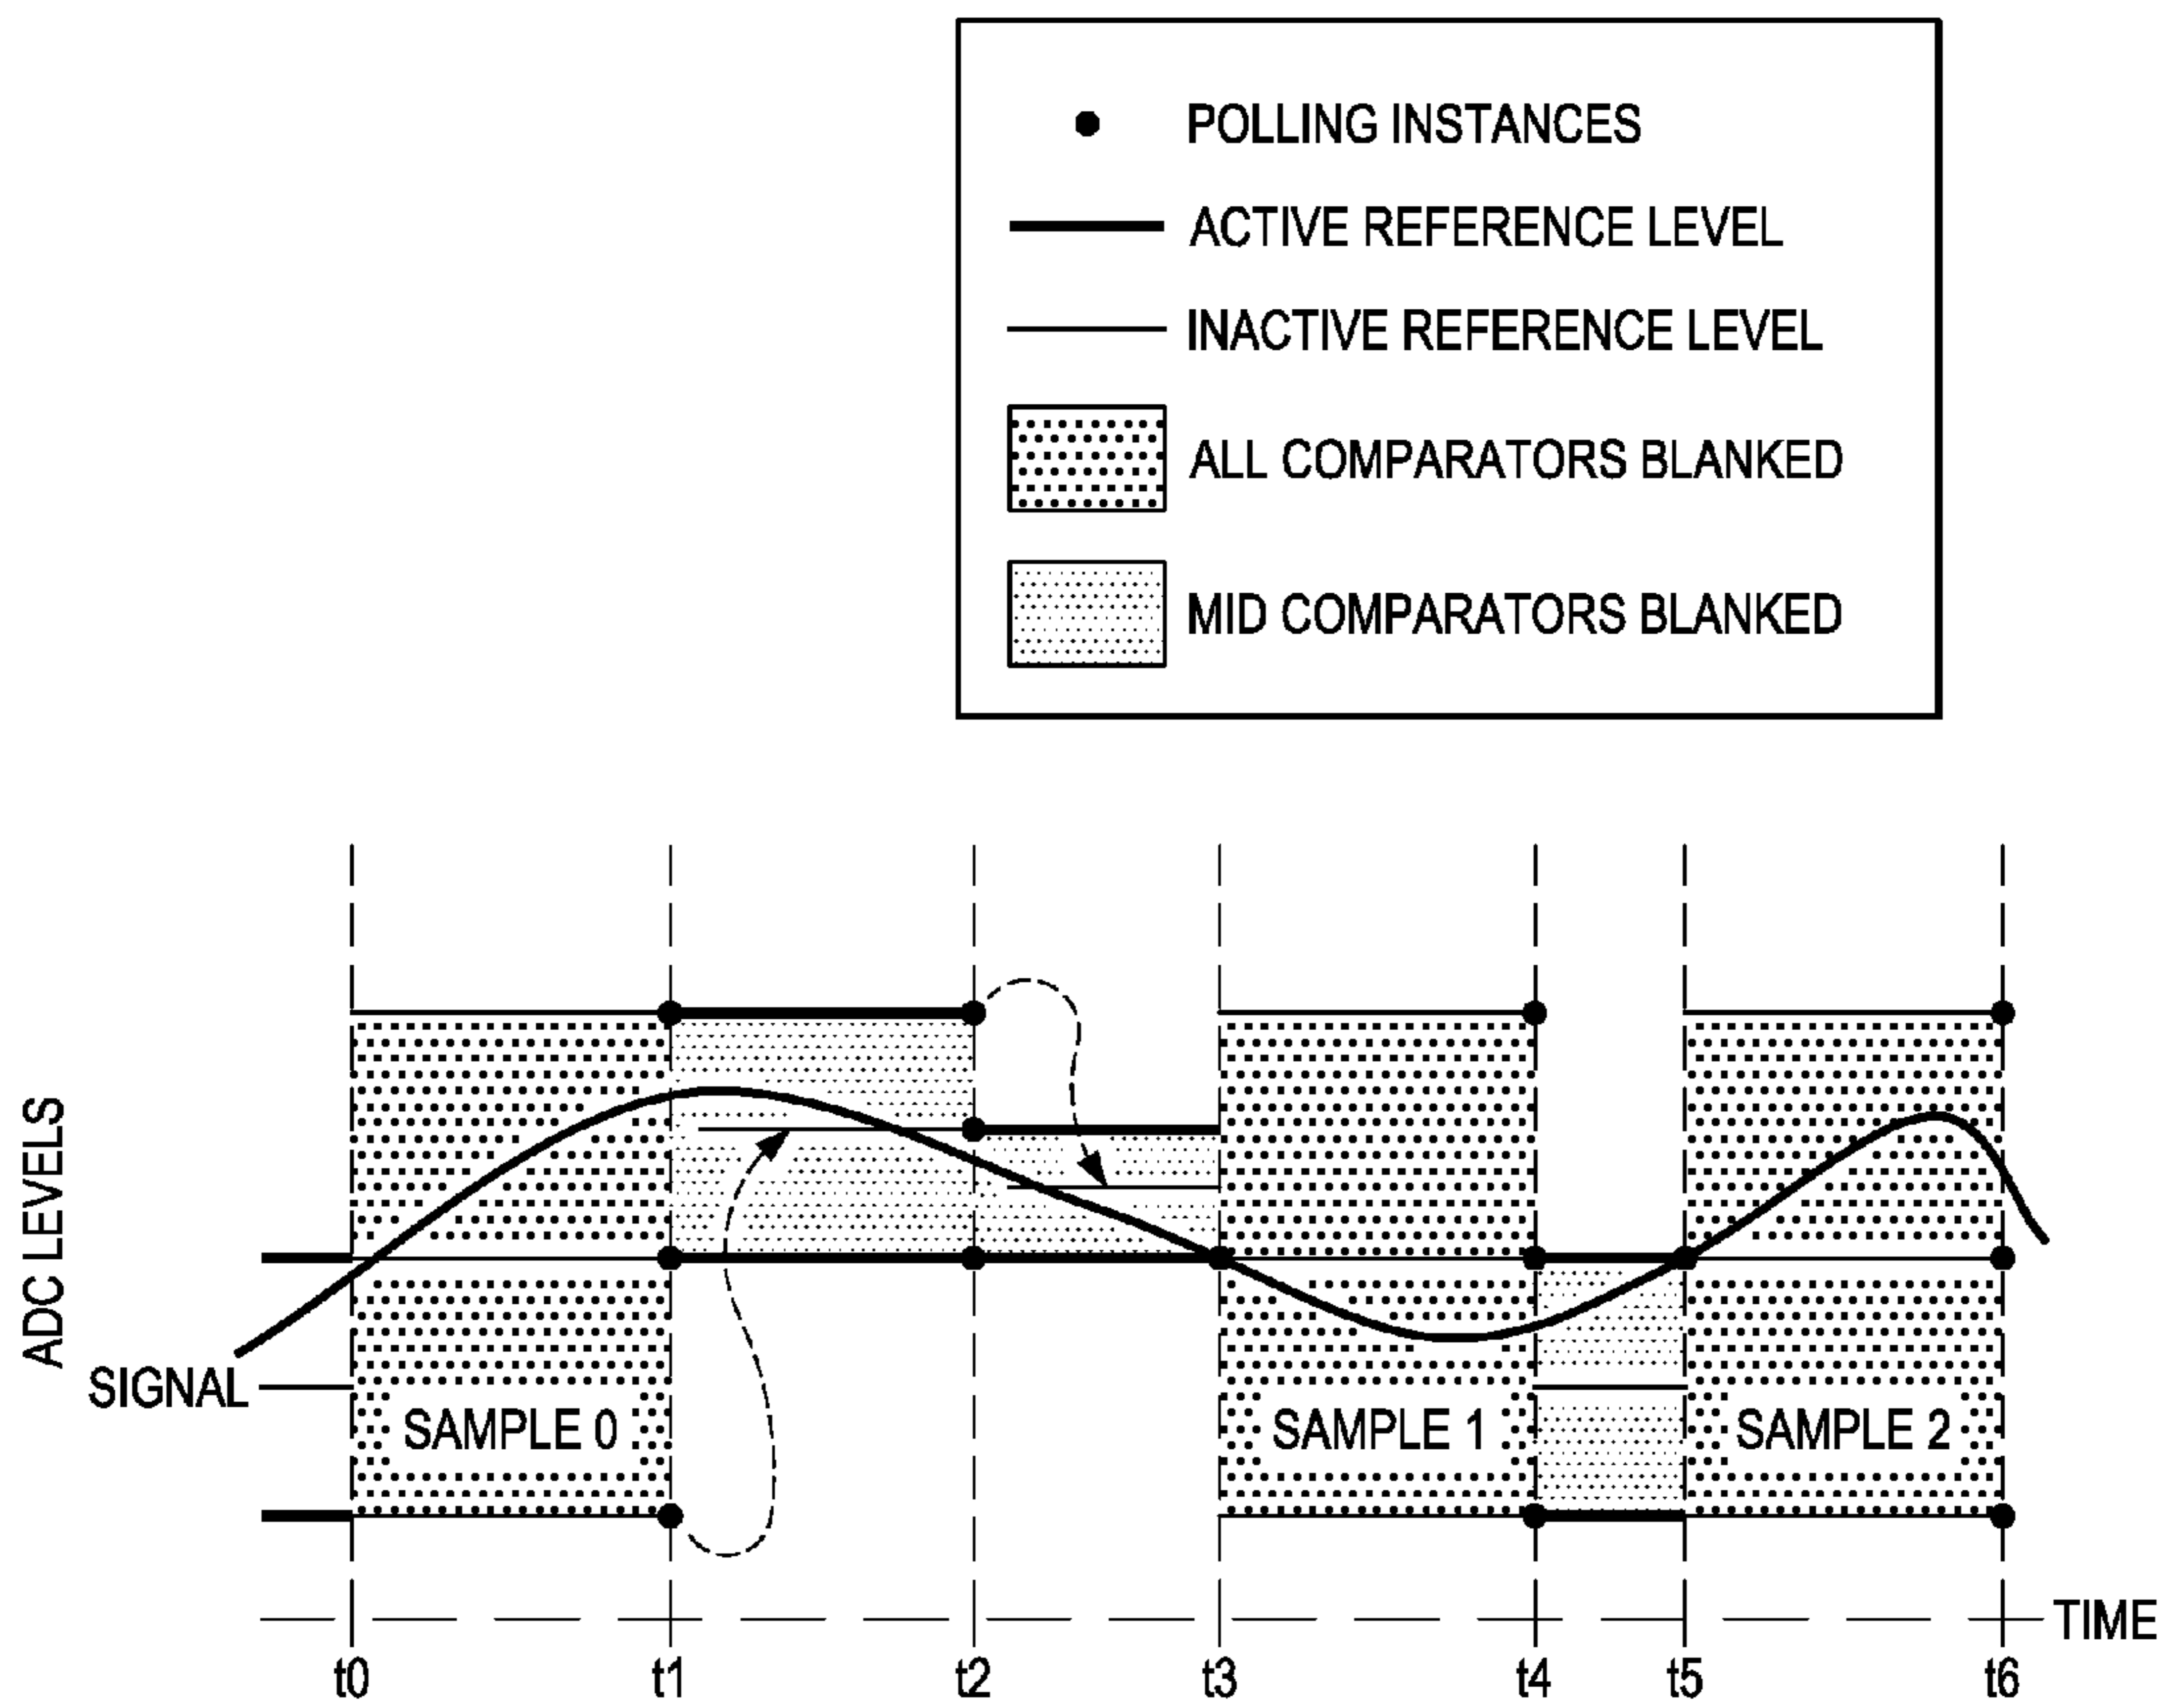 POLLING INSTANCES
ACTIVE REFERENCE LEVEL
INACTIVE REFERENCE LEVEL
ALL COMPARATORS BLANKED
MID COMPARATORS BLANKED
ADC LEVELS
SIGNAL
SAMPLE 0
SAMPLE 1
SAMPLE 2
TIME
t0
t1
t2
t3
t4
t5
t6